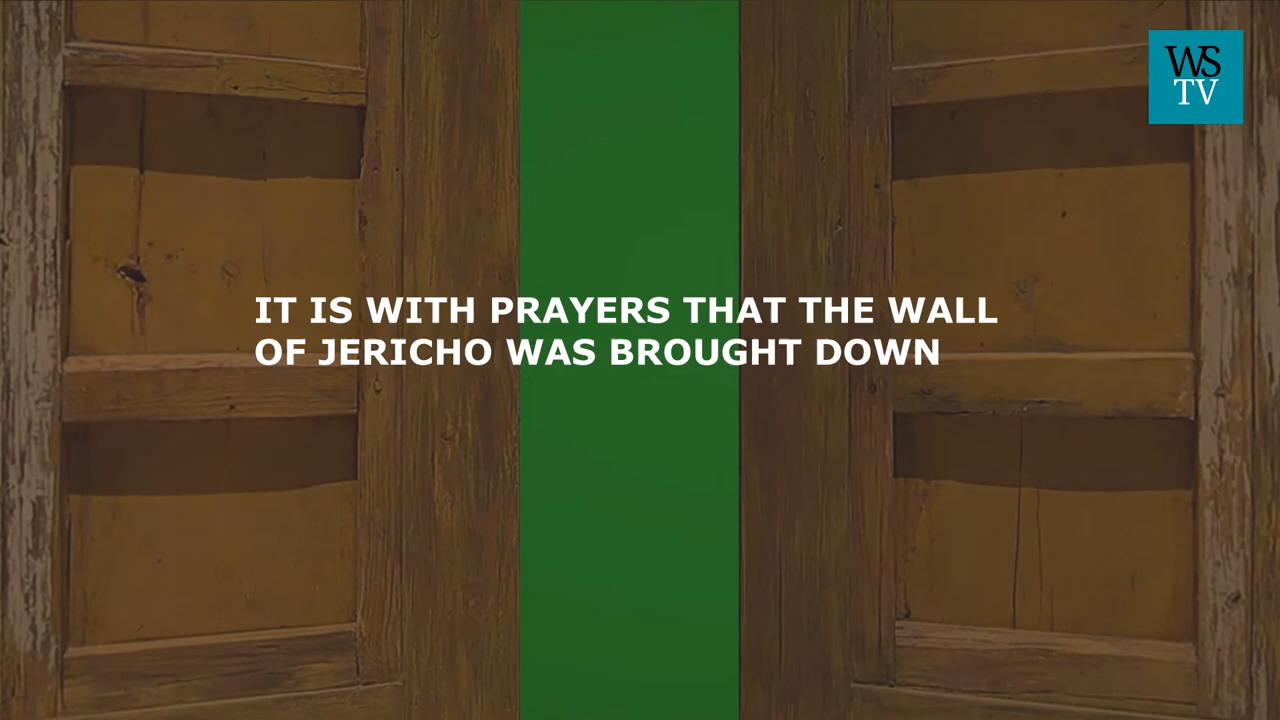 WS
TV
IT IS WITH PRAYERS THAT THE WALL
OF JERICHO WAS BROUGHT DOWN